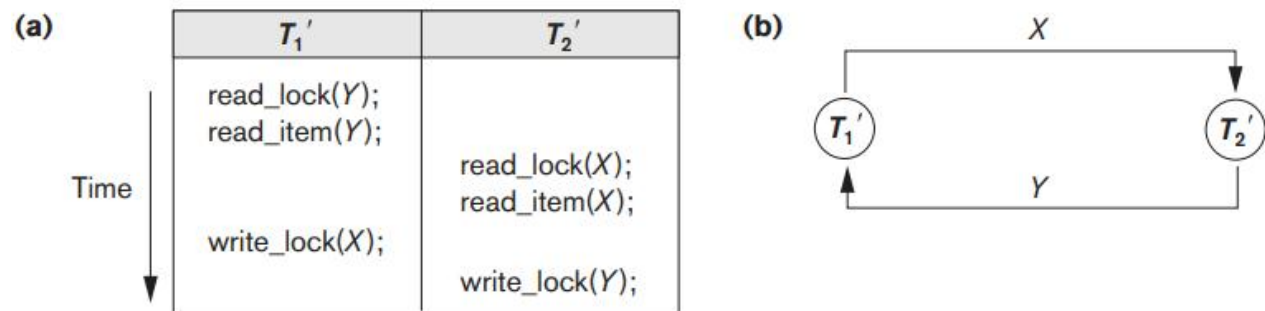 (a)
T₁′ T₂′
read_lock(Y);
read_item(Y);
read_lock(X);
Time
read_item(X);
write_lock(X);
write_lock(Y);
(b)
X
T₁′ T₂′
Y